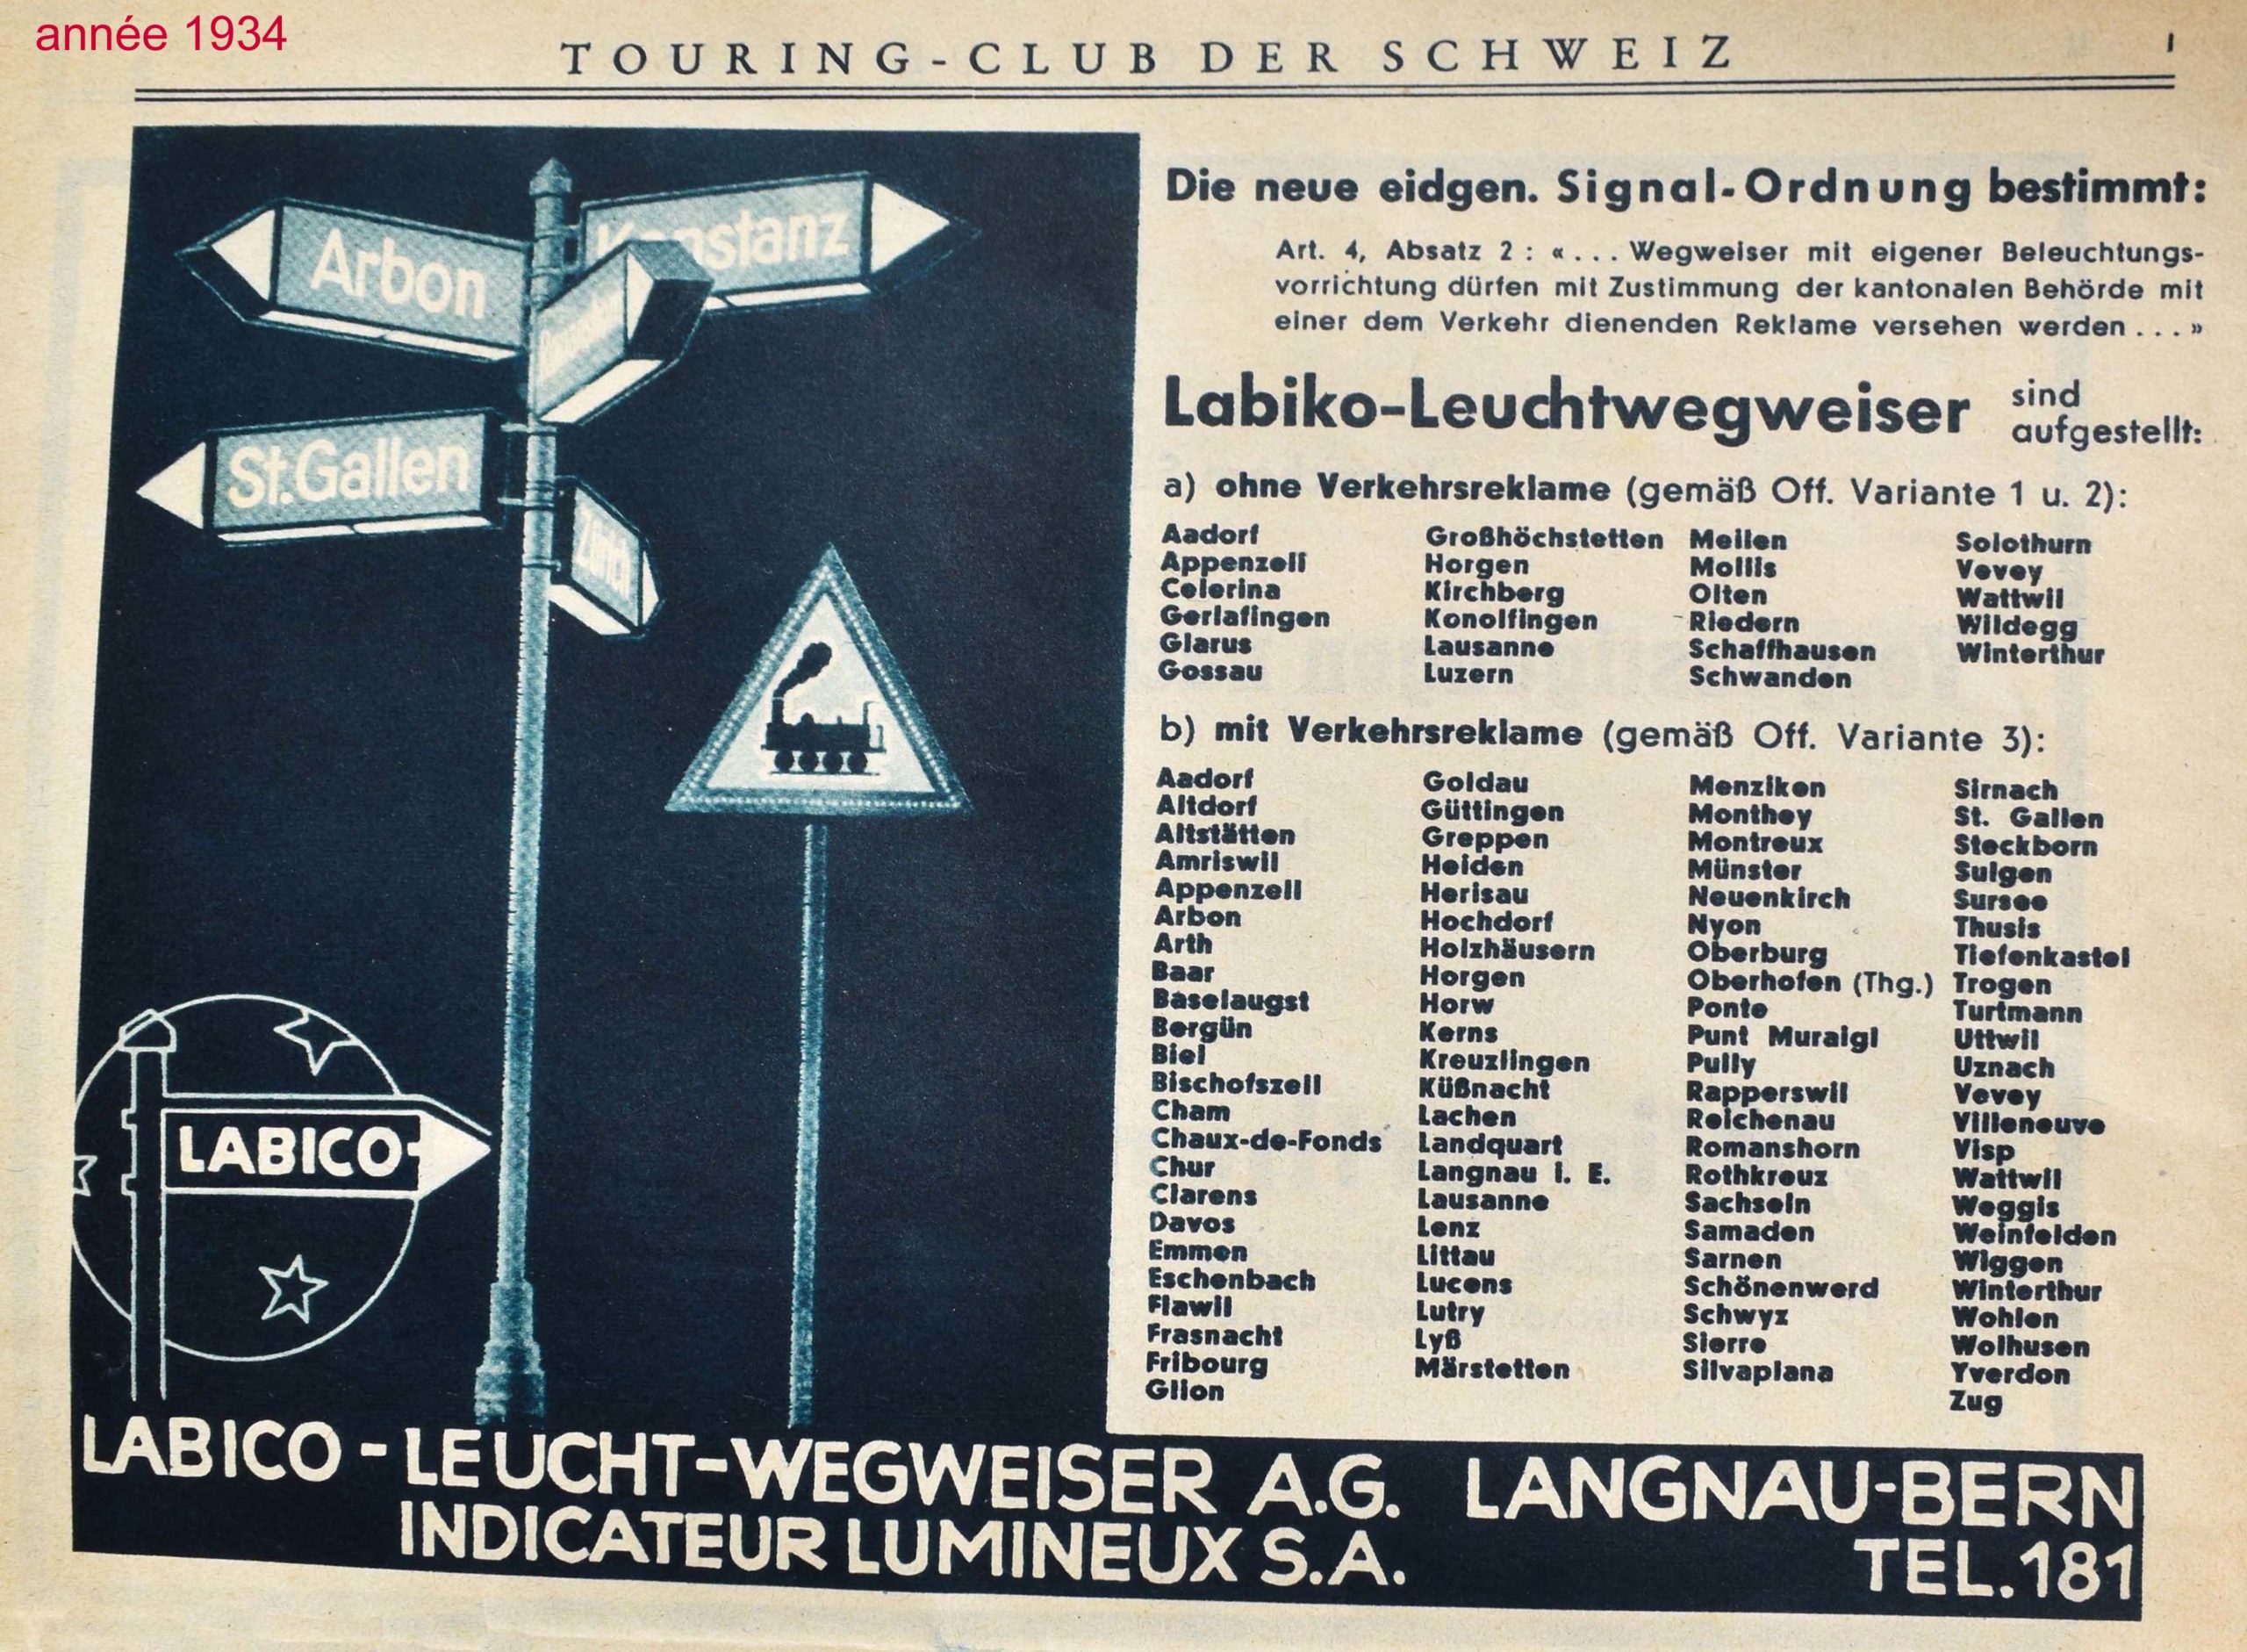 année 1934
TOURING-CLUB DER SCHWEIZ
I
Arbon
Konstanz
St.Gallen
Zürich
LABICO
Die neue eidgen. Signal-Ordnung bestimmt:
Art. 4, Absatz 2 : «... Wegweiser mit eigener Beleuchtungs-
vorrichtung dürfen mit Zustimmung der kantonalen Behörde mit
einer dem Verkehr dienenden Reklame versehen werden ... »
Labiko-Leuchtwegweiser sind
aufgestellt:
a) ohne Verkehrsreklame (gemäß Off. Variante 1 u. 2):
Aadorf
Appenzell
Celerina
Gerlafingen
Glarus
Gossau
Großhöchstetten
Horgen
Kirchberg
Konolfingen
Lausanne
Luzern
Meilen
Mollis
Olten
Riedern
Schaffhausen
Schwanden
Solothurn
Vevey
Wattwil
Wildegg
Winterthur
b) mit Verkehrsreklame (gemäß Off. Variante 3):
Aadorf
Altdorf
Altstätten
Amriswil
Appenzell
Arbon
Arth
Baar
Baselaugst
Bergün
Biel
Bischofszell
Cham
Chaux-de-Fonds
Chur
Clarens
Davos
Emmen
Eschenbach
Flawil
Frasnacht
Fribourg
Glion
Goldau
Güttingen
Greppen
Heiden
Herisau
Hochdorf
Holzhäusern
Horgen
Horw
Kerns
Kreuzlingen
Küßnacht
Lachen
Landquart
Langnau i. E.
Lausanne
Lenz
Littau
Lucens
Lutry
Lyß
Märstetten
Menziken
Monthey
Montreux
Münster
Neuenkirch
Nyon
Oberburg
Oberhofen (Thg.)
Ponte
Punt Muraigl
Pully
Rapperswil
Reichenau
Romanshorn
Rothkreuz
Sachseln
Samaden
Sarnen
Schönenwerd
Schwyz
Sierre
Silvaplana
Sirnach
St. Gallen
Steckborn
Sulgen
Sursee
Thusis
Tiefenkastel
Trogen
Turtmann
Uttwil
Uznach
Vevey
Villeneuve
Visp
Wattwil
Weggis
Weinfelden
Wiggen
Winterthur
Wohlen
Wolhusen
Yverdon
Zug
LABICO-LEUCHT-WEGWEISER A.G. LANGNAU-BERN
INDICATEUR LUMINEUX S.A. TEL.181